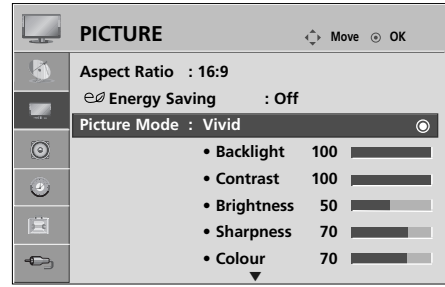 PICTURE Move OK
Aspect Ratio : 16:9
Energy Saving : Off
Picture Mode : Vivid
• Backlight 100
• Contrast 100
• Brightness 50
• Sharpness 70
• Colour 70